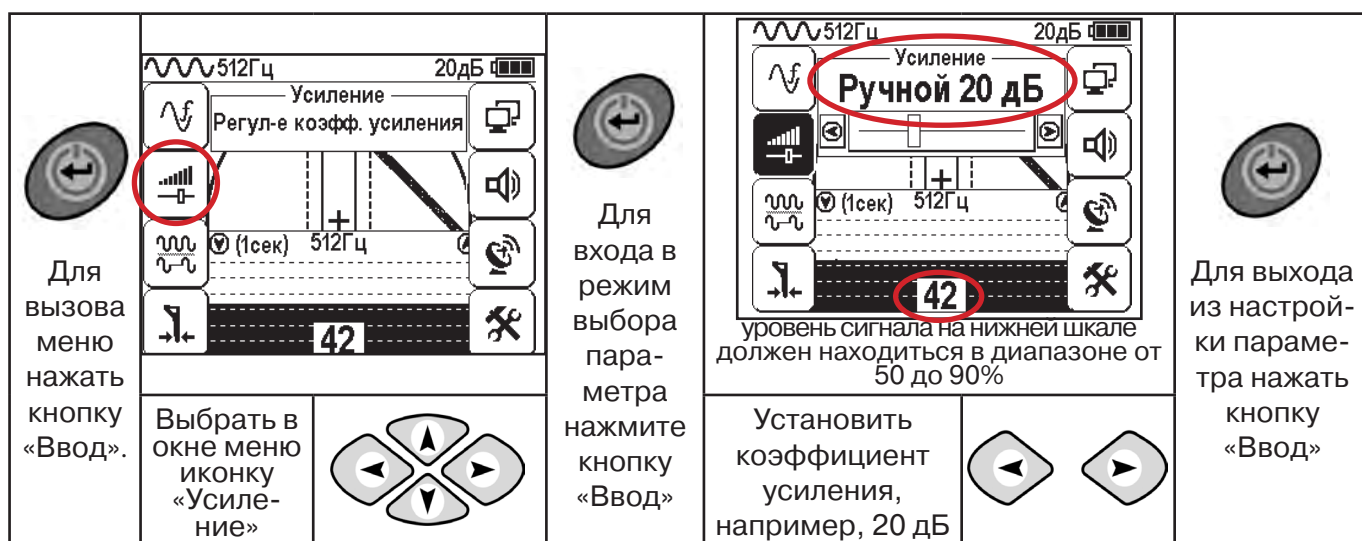 Для
вызова
меню
нажать
кнопку
«Ввод».
512Гц 20дБ
Усиление
Регул-е коэфф. усиления
(1сек) 512Гц
42
Выбрать в
окне меню
иконку
«Усиле-
ние»
Для
входа в
режим
выбора
пара-
метра
нажмите
кнопку
«Ввод»
512Гц 20дБ
Усиление
Ручной 20 дБ
(1сек) 512Гц
42
уровень сигнала на нижней шкале
должен находиться в диапазоне от
50 до 90%
Установить
коэффициент
усиления,
например, 20 дБ
Для выхода
из настрой-
ки параме-
тра нажать
кнопку
«Ввод»